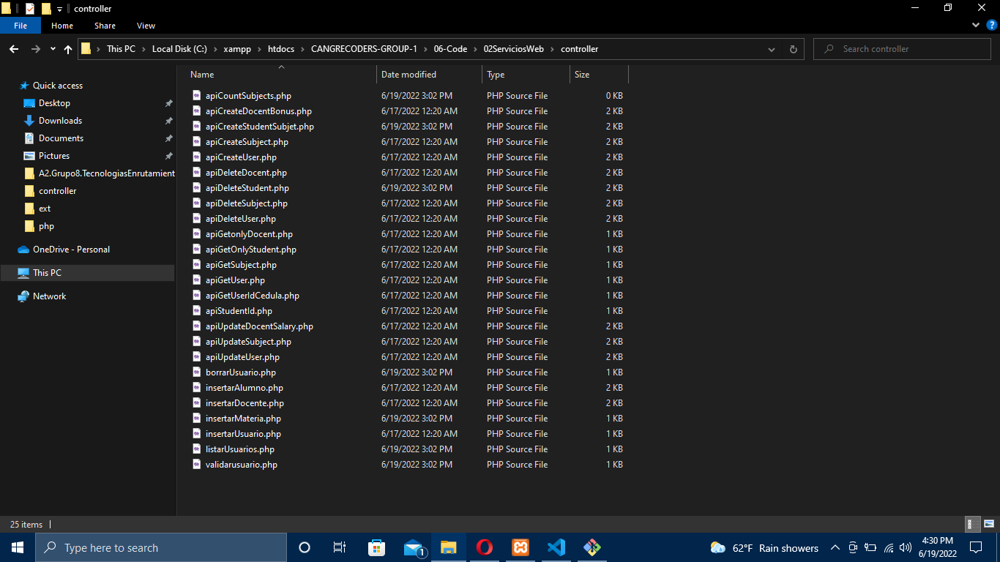 controller
File Home Share View
This PC Local Disk (C:) xampp htdocs CANGRECODERS-GROUP-1 06-Code 02ServiciosWeb controller
Search controller
Quick access
Desktop
Downloads
Documents
Pictures
A2.Grupo8.TecnologiasEnrutamient
controller
ext
php
OneDrive - Personal
This PC
Network
Name Date modified Type Size
apiCountSubjects.php 6/19/2022 3:02 PM PHP Source File 0 KB
apiCreateDocentBonus.php 6/17/2022 12:20 AM PHP Source File 2 KB
apiCreateStudentSubjet.php 6/19/2022 3:02 PM PHP Source File 2 KB
apiCreateSubject.php 6/17/2022 12:20 AM PHP Source File 2 KB
apiCreateUser.php 6/17/2022 12:20 AM PHP Source File 2 KB
apiDeleteDocent.php 6/17/2022 12:20 AM PHP Source File 2 KB
apiDeleteStudent.php 6/19/2022 3:02 PM PHP Source File 2 KB
apiDeleteSubject.php 6/17/2022 12:20 AM PHP Source File 2 KB
apiDeleteUser.php 6/17/2022 12:20 AM PHP Source File 2 KB
apiGetonlyDocent.php 6/17/2022 12:20 AM PHP Source File 1 KB
apiGetOnlyStudent.php 6/17/2022 12:20 AM PHP Source File 1 KB
apiGetSubject.php 6/17/2022 12:20 AM PHP Source File 1 KB
apiGetUser.php 6/17/2022 12:20 AM PHP Source File 1 KB
apiGetUserIdCedula.php 6/17/2022 12:20 AM PHP Source File 1 KB
apiStudentId.php 6/17/2022 12:20 AM PHP Source File 1 KB
apiUpdateDocentSalary.php 6/17/2022 12:20 AM PHP Source File 2 KB
apiUpdateSubject.php 6/17/2022 12:20 AM PHP Source File 2 KB
apiUpdateUser.php 6/17/2022 12:20 AM PHP Source File 2 KB
borrarUsuario.php 6/19/2022 3:02 PM PHP Source File 1 KB
insertarAlumno.php 6/17/2022 12:20 AM PHP Source File 2 KB
insertarDocente.php 6/17/2022 12:20 AM PHP Source File 2 KB
insertarMateria.php 6/19/2022 3:02 PM PHP Source File 1 KB
insertarUsuario.php 6/17/2022 12:20 AM PHP Source File 1 KB
listarUsuarios.php 6/19/2022 3:02 PM PHP Source File 1 KB
validarusuario.php 6/19/2022 3:02 PM PHP Source File 1 KB
25 items
Type here to search
1
62°F Rain showers
4:30 PM
6/19/2022